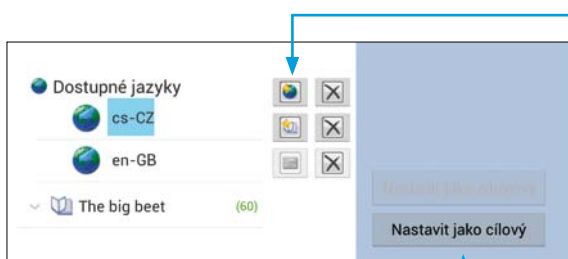 Dostupné jazyky
cs-CZ
en-GB
The big beet (60)
Nastavit jako cílový